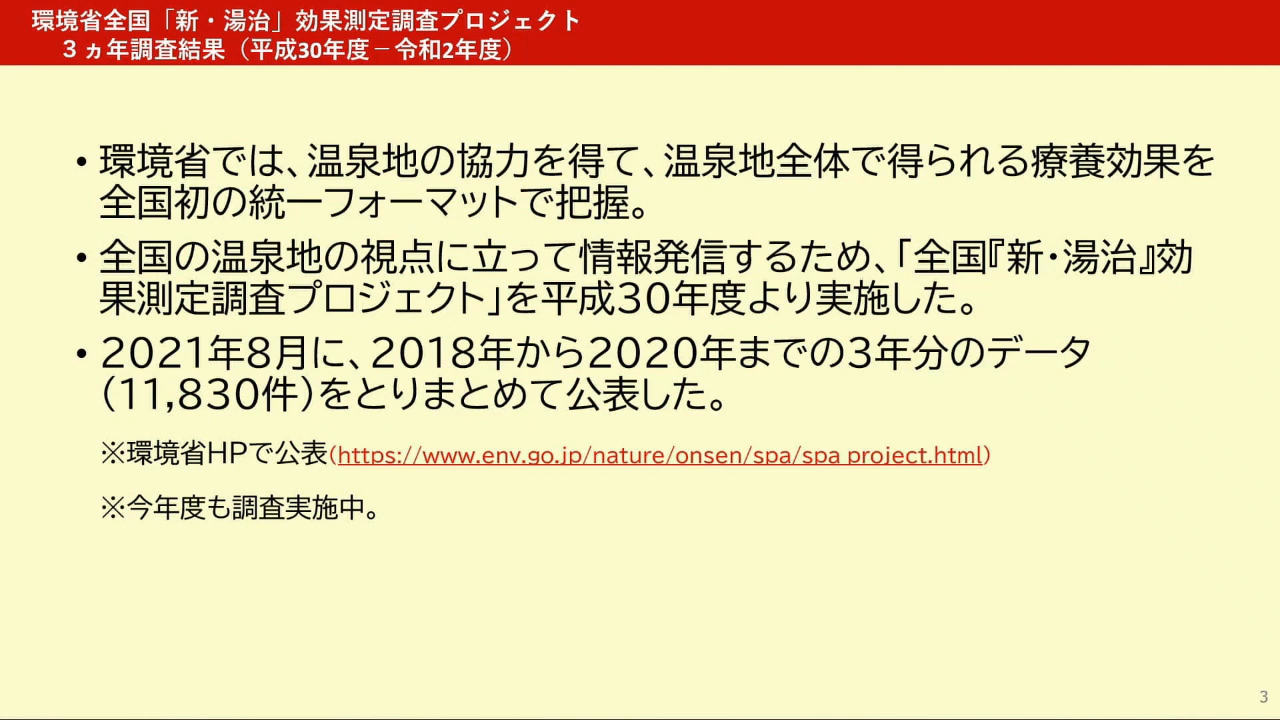 環境省全国「新・湯治」効果測定調査プロジェクト
３ヵ年調査結果（平成30年度－令和2年度）
• 環境省では、温泉地の協力を得て、温泉地全体で得られる療養効果を
全国初の統一フォーマットで把握。
• 全国の温泉地の視点に立って情報発信するため、「全国『新・湯治』効
果測定調査プロジェクト」を平成30年度より実施した。
• 2021年8月に、2018年から2020年までの3年分のデータ
（11,830件）をとりまとめて公表した。
※環境省HPで公表(https://www.env.go.jp/nature/onsen/spa/spa_project.html)
※今年度も調査実施中。
3